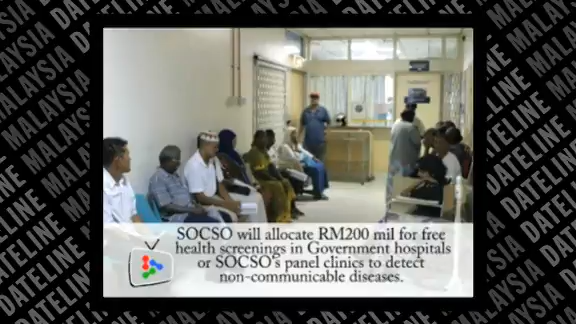 SOCSO will allocate RM200 mil for free
health screenings in Government hospitals
or SOCSO's panel clinics to detect
non-communicable diseases.
DATELINE
MALAYSIA